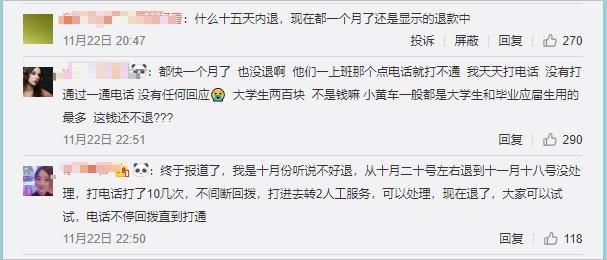 ：什么十五天内退，现在都一个月了还是显示的退款中
11月22日 20:47 投诉 屏蔽 回复 270
：都快一个月了 也没退啊 他们一上班那个点电话就打不通 我天天打电话 没有打
通过一通电话 没有任何回应😭 大学生两百块 不是钱嘛 小黄车一般都是大学生和毕业应届生用的
最多 这钱还不退???
11月22日 22:51 回复 290
：终于报道了，我是十月份听说不好退，从十月二十号左右退到十一月十八号没处
理，打电话打了10几次，不间断回拨，打进去转2人工服务，可以处理，现在退了，大家可以试
试，电话不停回拨直到打通
11月22日 22:50 回复 118